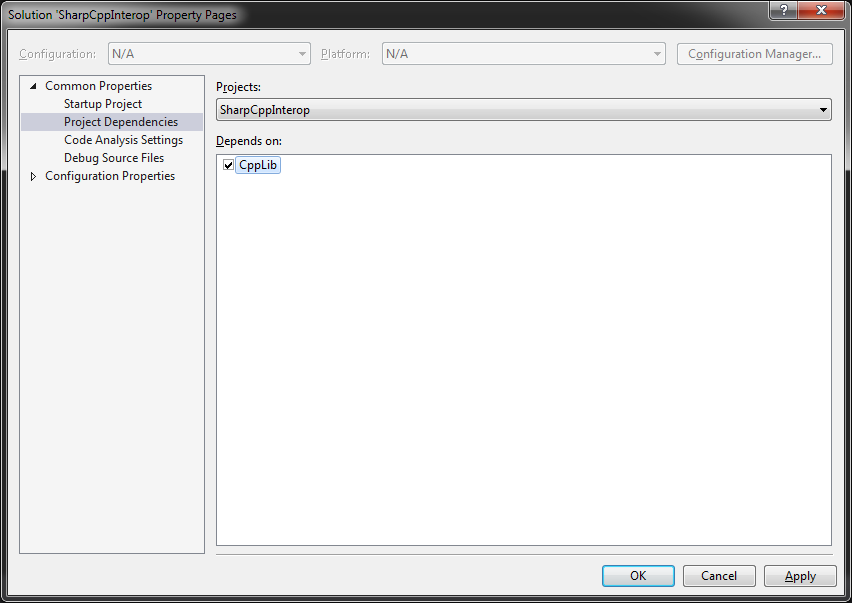 Solution 'SharpCppInterop' Property Pages
?
Configuration: N/A Platform: N/A Configuration Manager...
Common Properties
Startup Project
Project Dependencies
Code Analysis Settings
Debug Source Files
Configuration Properties
Projects:
SharpCppInterop
Depends on:
CppLib
OK Cancel Apply